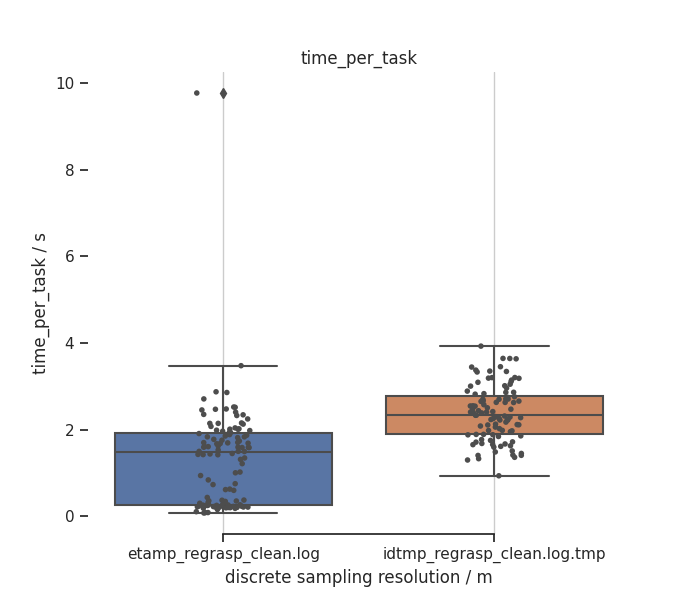 time_per_task
10
8
6
4
2
0
time_per_task / s
etamp_regrasp_clean.log
idtmp_regrasp_clean.log.tmp
discrete sampling resolution / m